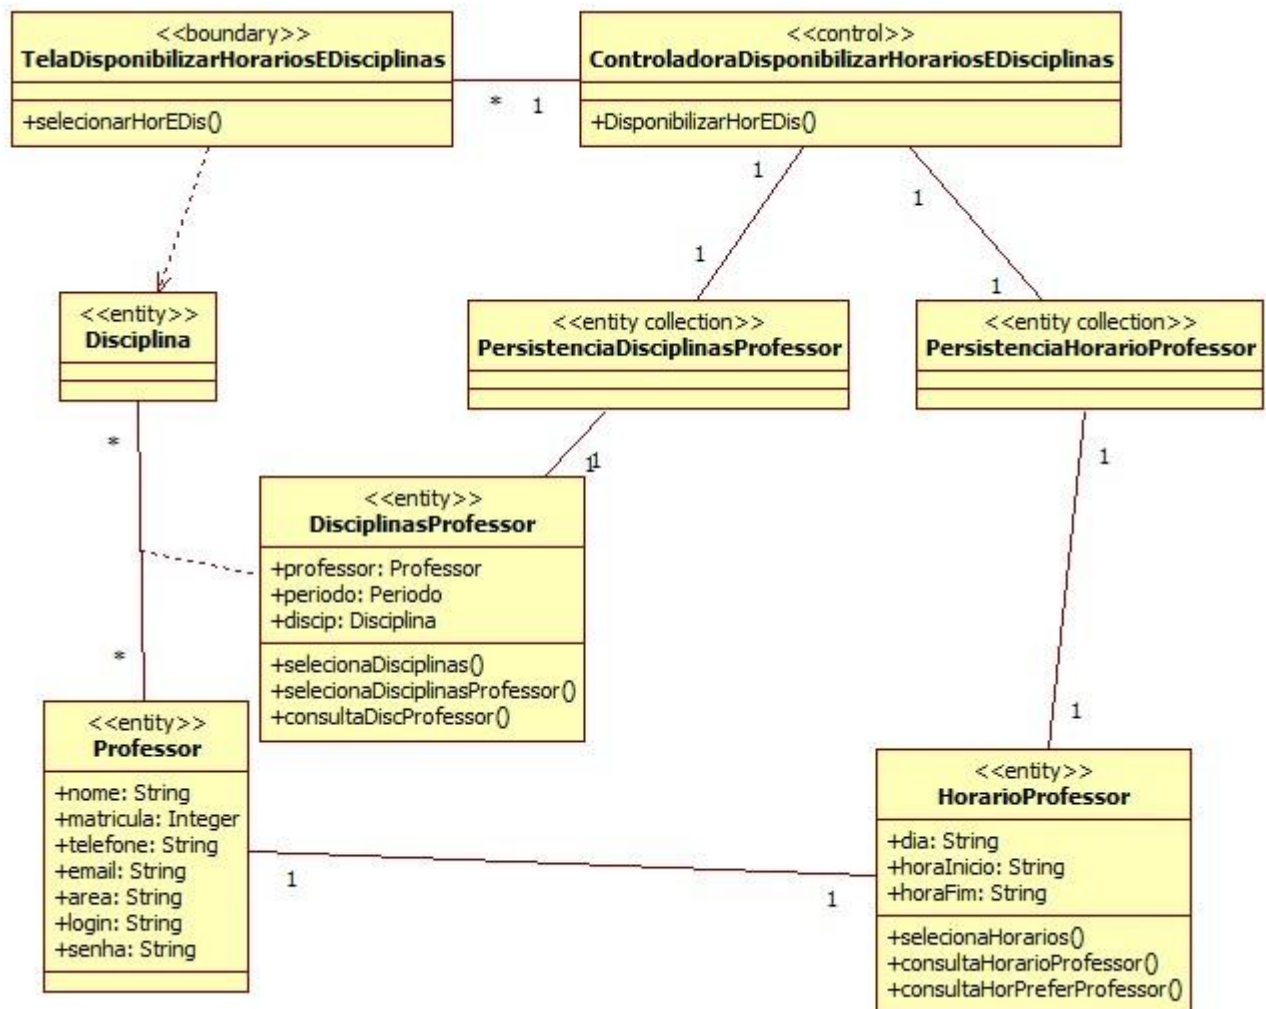 <<boundary>>
TelaDisponibilizarHorariosEDisciplinas
+selecionarHorEDis()
<<control>>
ControladoraDisponibilizarHorariosEDisciplinas
+DisponibilizarHorEDis()
*
1
1
1
1
1
<<entity>>
Disciplina
<<entity collection>>
PersistenciaDisciplinasProfessor
<<entity collection>>
PersistenciaHorarioProfessor
*
1
1
1
<<entity>>
DisciplinasProfessor
+professor: Professor
+periodo: Periodo
+discip: Disciplina
+selecionaDisciplinas()
+selecionaDisciplinasProfessor()
+consultaDiscProfessor()
*
1
<<entity>>
Professor
+nome: String
+matricula: Integer
+telefone: String
+email: String
+area: String
+login: String
+senha: String
1
1
<<entity>>
HorarioProfessor
+dia: String
+horaInicio: String
+horaFim: String
+selecionaHorarios()
+consultaHorarioProfessor()
+consultaHorPreferProfessor()